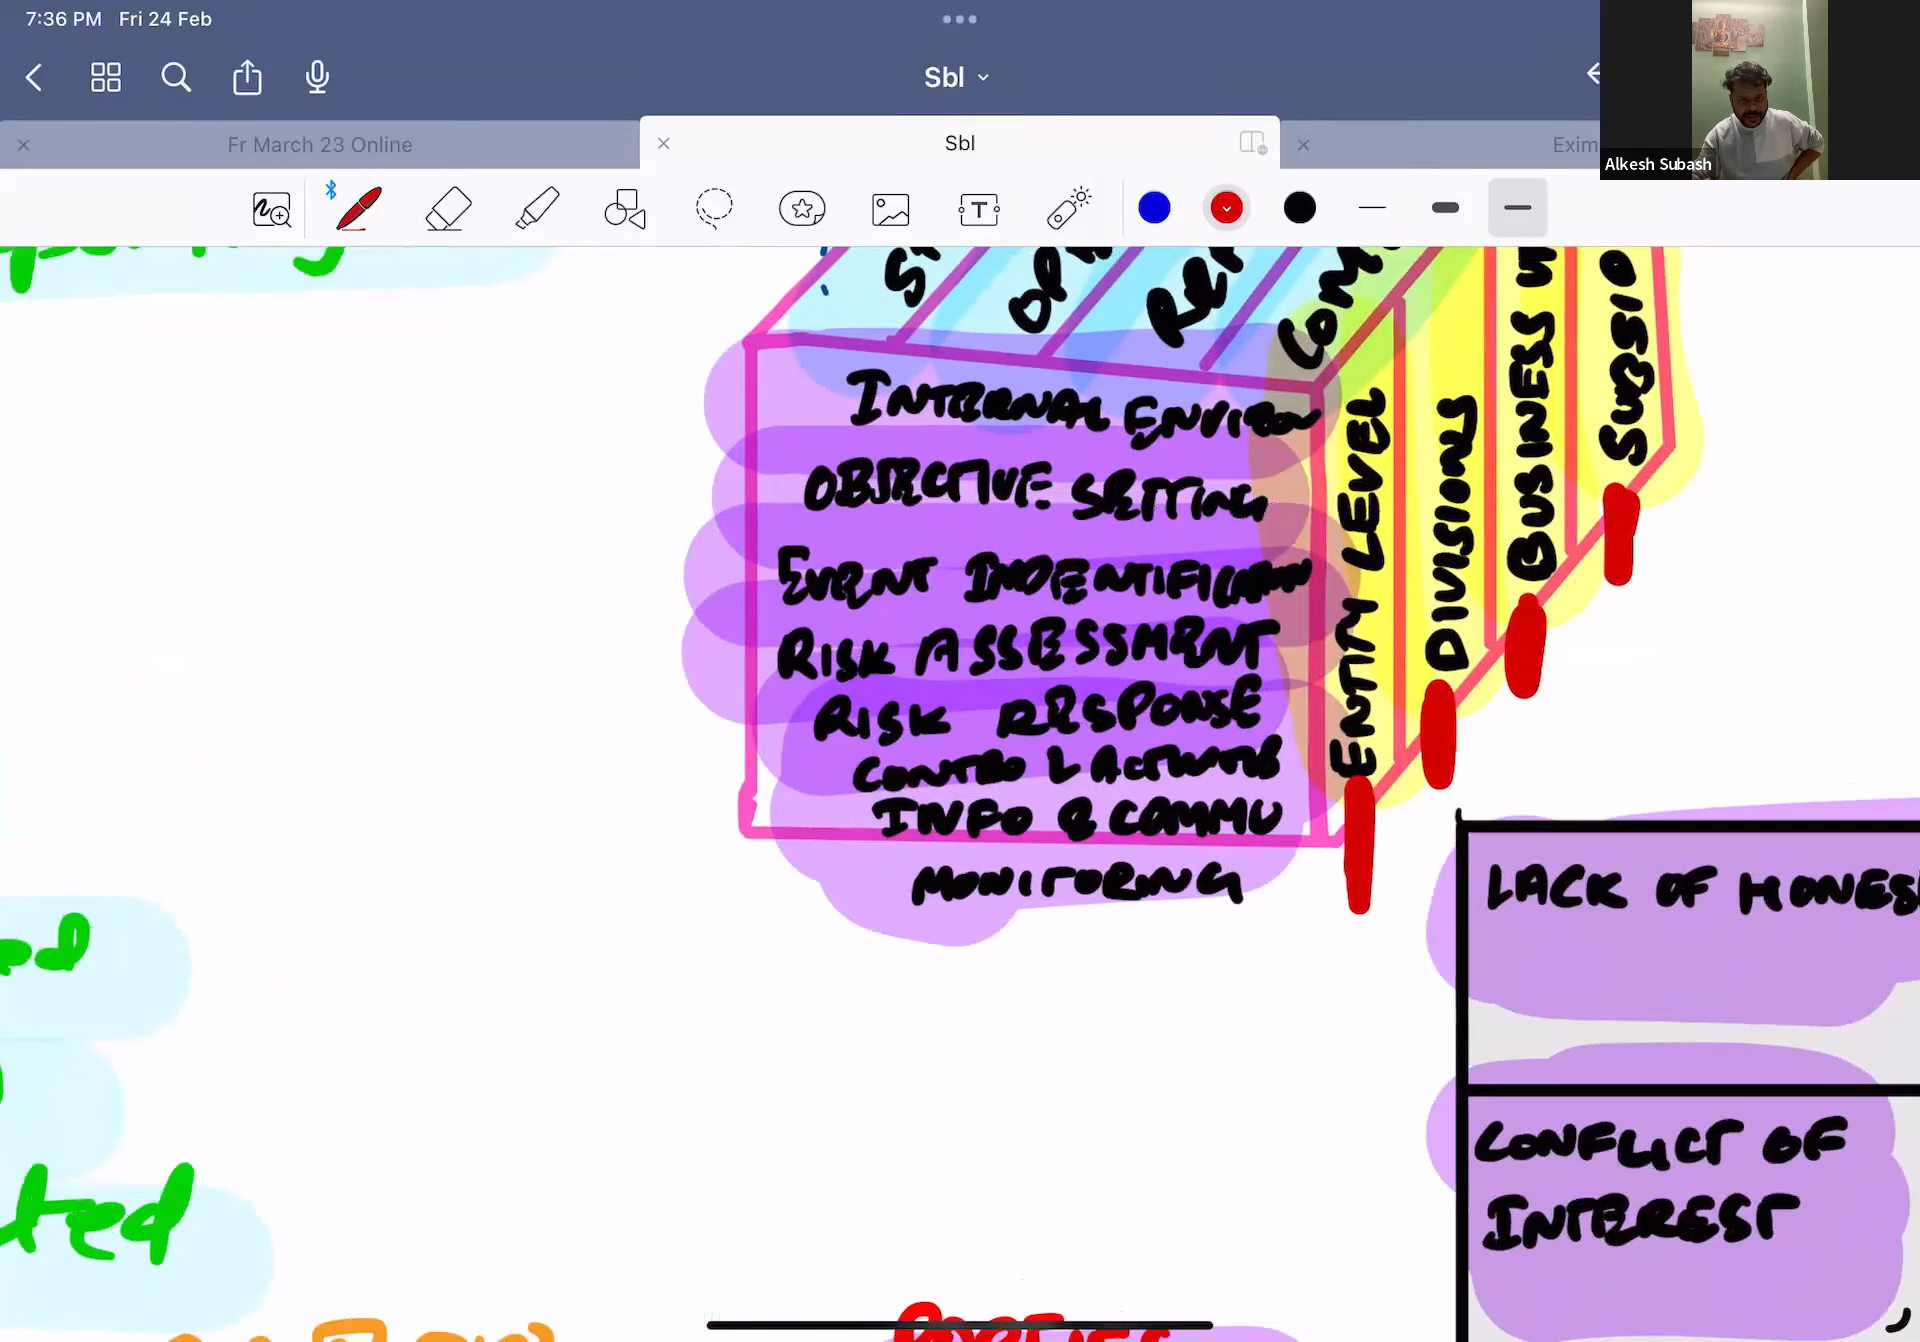 7:36 PM Fri 24 Feb
Sbl
Fr March 23 Online
Sbl
Exim
Alkesh Subash
INTERNAL ENVIRON
OBJECTIVE SETTING
EVENT INDENTIFICATION
RISK ASSESSMENT
RISK RESPONSE
CONTROL ACTIVITIES
INFO & COMMU
MONITORING
ENTITY LEVEL
DIVISIONS
BUSINESS
SUBSID
LACK OF HONES
CONFLICT OF
INTEREST
ted